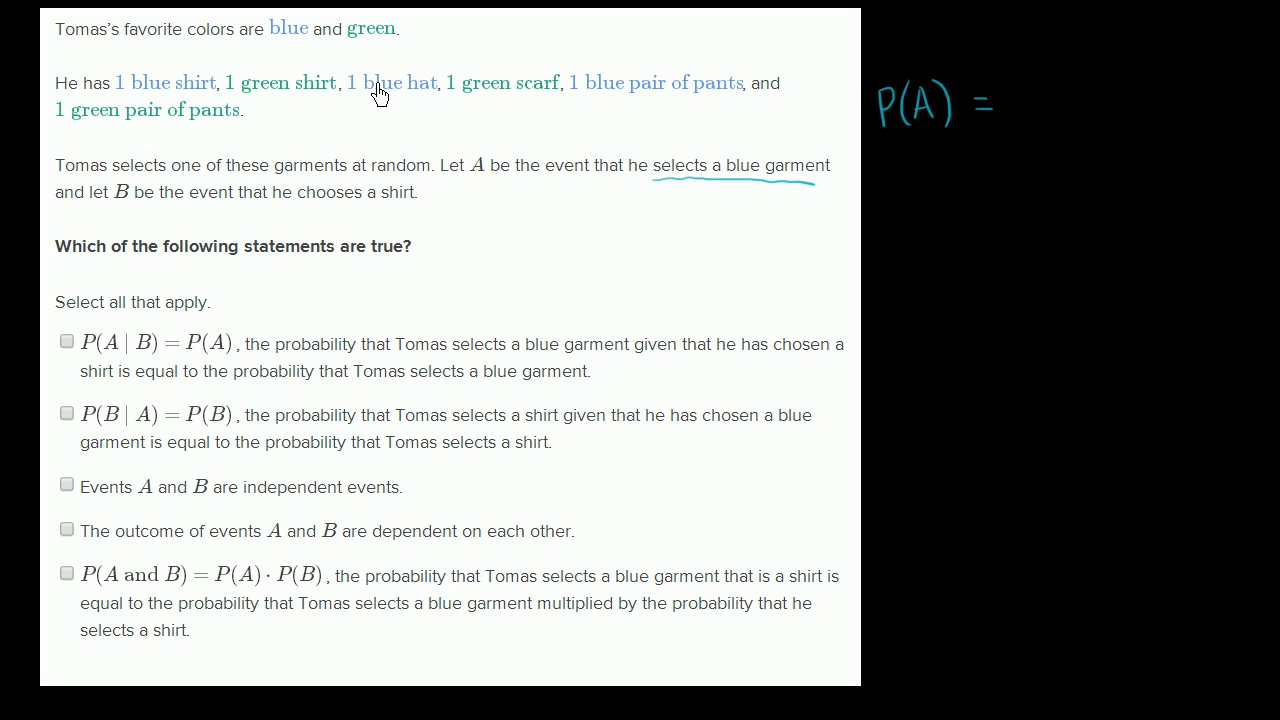 Tomas's favorite colors are blue and green.
He has 1 blue shirt, 1 green shirt, 1 blue hat, 1 green scarf, 1 blue pair of pants, and
1 green pair of pants.
P(A) =
Tomas selects one of these garments at random. Let A be the event that he selects a blue garment
and let B be the event that he chooses a shirt.
Which of the following statements are true?
Select all that apply.
P(A | B) = P(A), the probability that Tomas selects a blue garment given that he has chosen a
shirt is equal to the probability that Tomas selects a blue garment.
P(B | A) = P(B), the probability that Tomas selects a shirt given that he has chosen a blue
garment is equal to the probability that Tomas selects a shirt.
Events A and B are independent events.
The outcome of events A and B are dependent on each other.
P(A and B) = P(A) · P(B), the probability that Tomas selects a blue garment that is a shirt is
equal to the probability that Tomas selects a blue garment multiplied by the probability that he
selects a shirt.